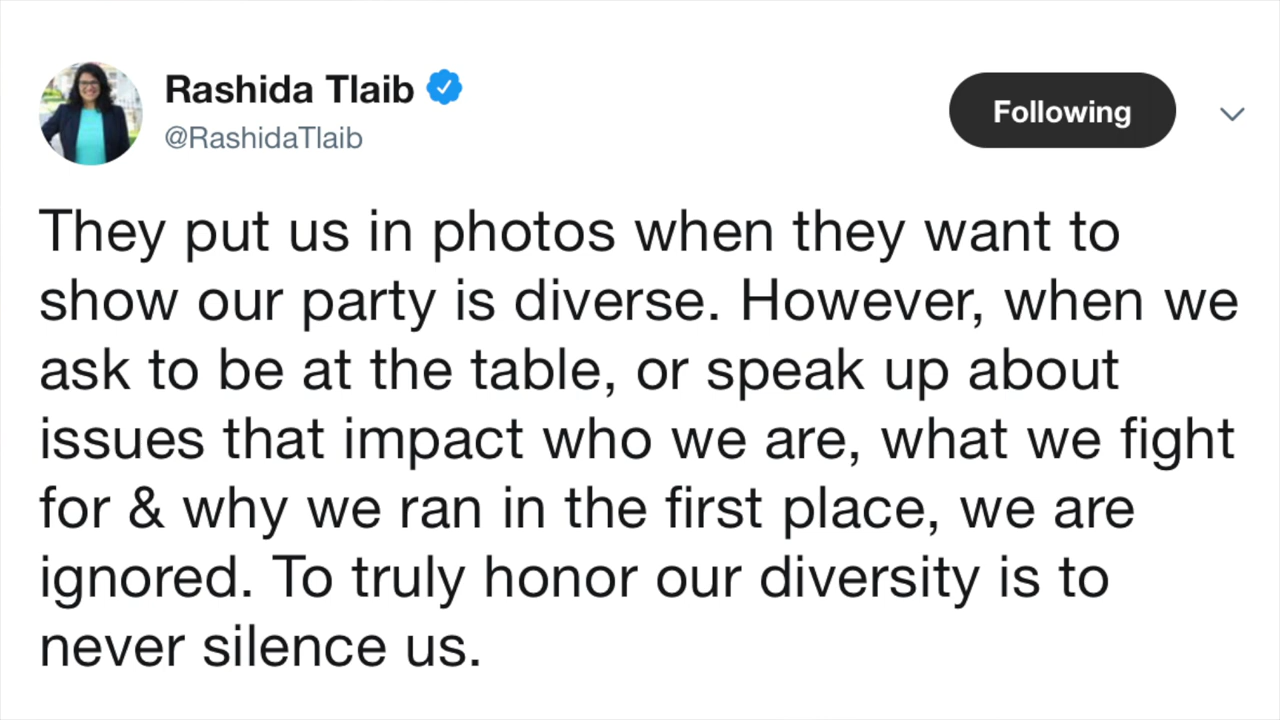 Rashida Tlaib
@RashidaTlaib
Following
They put us in photos when they want to
show our party is diverse. However, when we
ask to be at the table, or speak up about
issues that impact who we are, what we fight
for & why we ran in the first place, we are
ignored. To truly honor our diversity is to
never silence us.